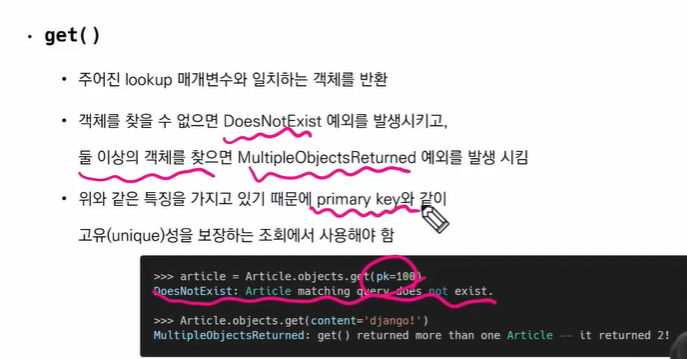 • get()
• 주어진 lookup 매개변수와 일치하는 객체를 반환
• 객체를 찾을 수 없으면 DoesNotExist 예외를 발생시키고,
둘 이상의 객체를 찾으면 MultipleObjectsReturned 예외를 발생 시킴
• 위와 같은 특징을 가지고 있기 때문에 primary key와 같이
고유(unique)성을 보장하는 조회에서 사용해야 함
>>> article = Article.objects.get(pk=100)
DoesNotExist: Article matching query does not exist.
>>> Article.objects.get(content='django!')
MultipleObjectsReturned: get() returned more than one Article -- it returned 2!